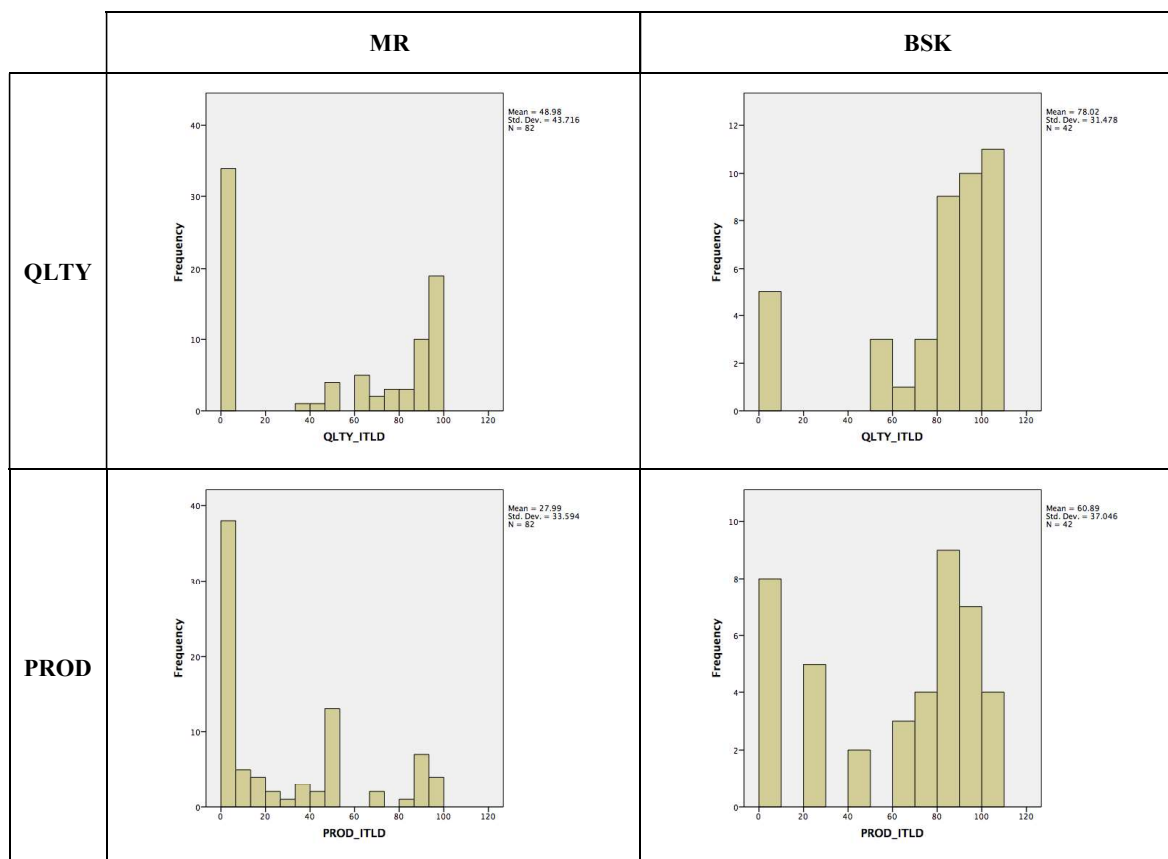 MR
BSK
QLTY
Mean = 48.98
Std. Dev. = 43.716
N = 82
Frequency
40
30
20
10
0
0 20 40 60 80 100 120
QLTY_ITLD
Mean = 78.02
Std. Dev. = 31.478
N = 42
Frequency
12
10
8
6
4
2
0
0 20 40 60 80 100 120
QLTY_ITLD
PROD
Mean = 27.99
Std. Dev. = 33.594
N = 82
Frequency
40
30
20
10
0
0 20 40 60 80 100 120
PROD_ITLD
Mean = 60.89
Std. Dev. = 37.046
N = 42
Frequency
10
8
6
4
2
0
0 20 40 60 80 100 120
PROD_ITLD